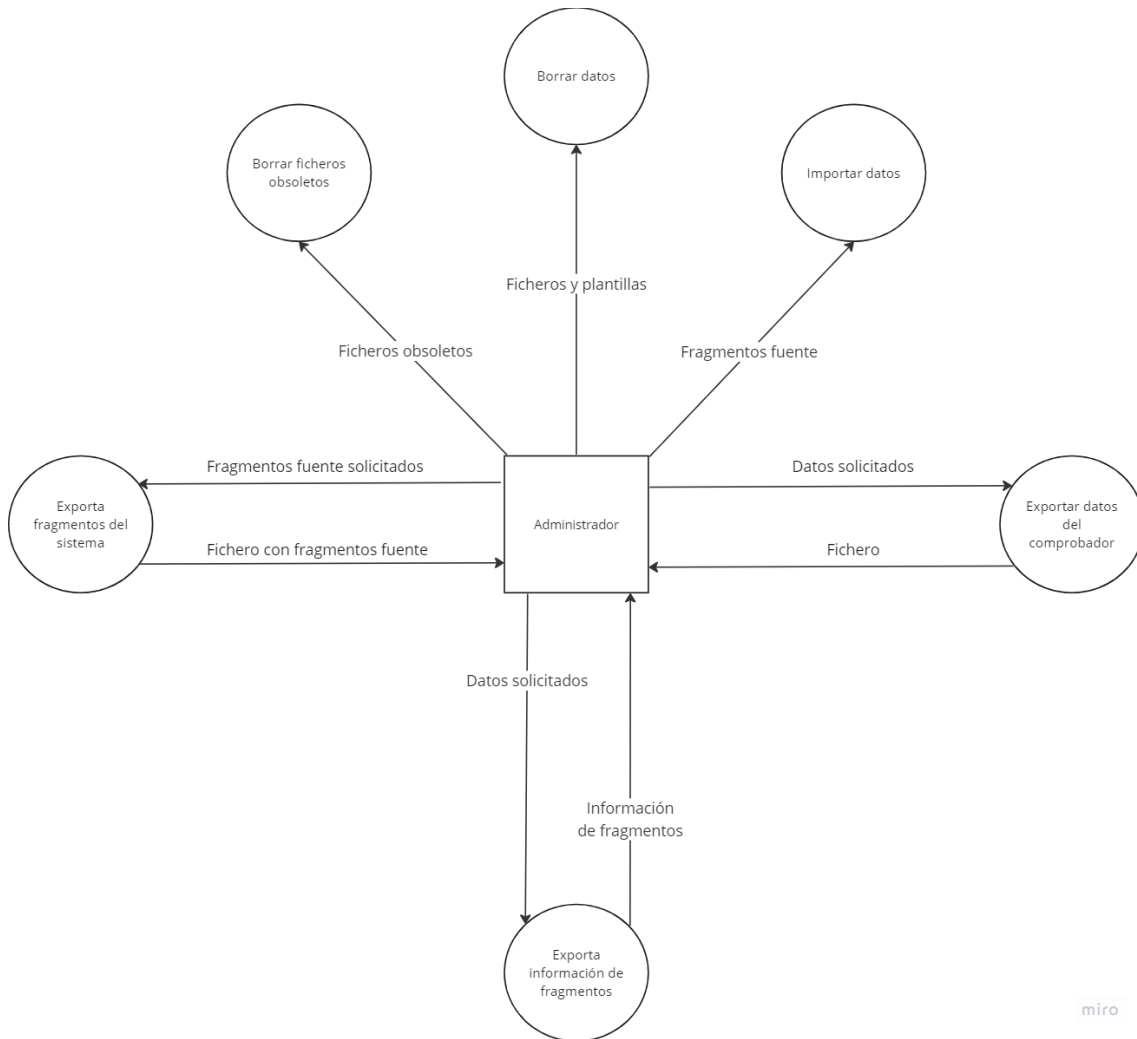 Borrar datos
Borrar ficheros
obsoletos
Importar datos
Ficheros y plantillas
Ficheros obsoletos
Fragmentos fuente
Fragmentos fuente solicitados
Datos solicitados
Exporta
fragmentos del
sistema
Administrador
Exportar datos
del
comprobador
Fichero con fragmentos fuente
Fichero
Datos solicitados
Información
de fragmentos
Exporta
información de
fragmentos
miro